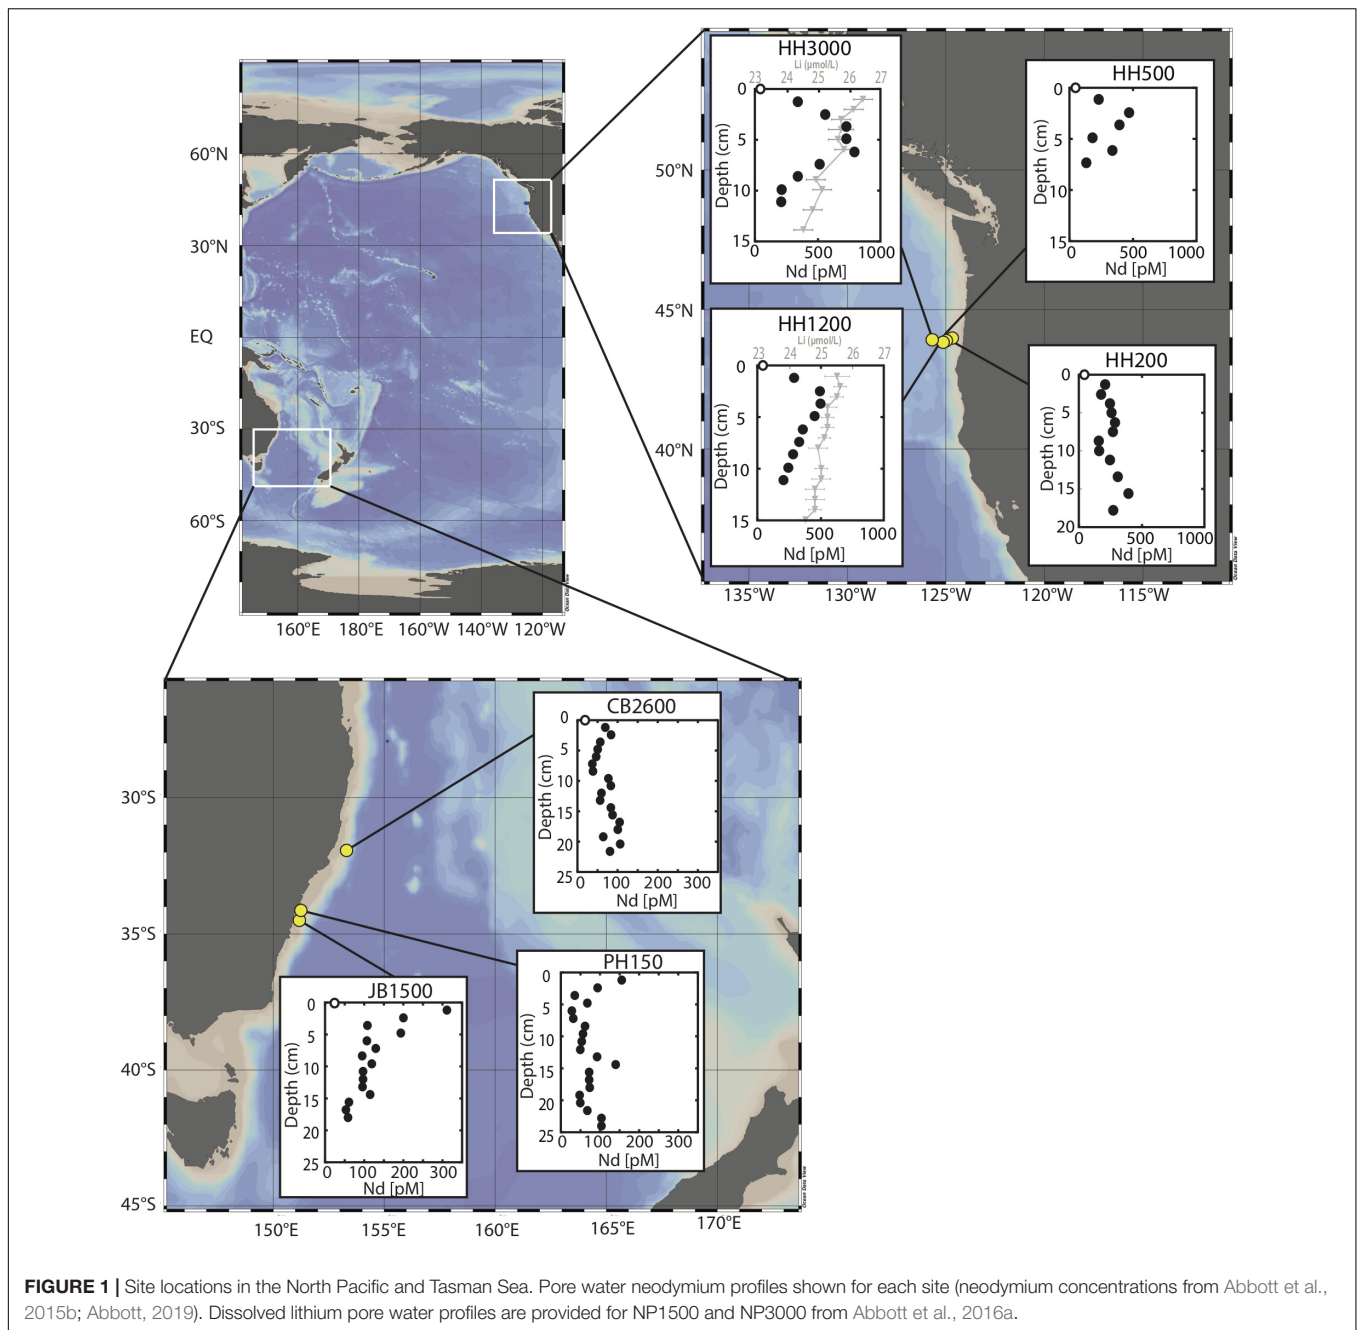 60°N
30°N
EQ
30°S
60°S
160°E 180°E 160°W 140°W 120°W
Ocean Data View
50°N
45°N
40°N
135°W 130°W 125°W 120°W 115°W
Ocean Data View
HH3000
Li (μmol/L)
23 24 25 26 27
0
5
10
15
Depth (cm)
0 500 1000
Nd [pM]
HH500
0
5
10
15
Depth (cm)
0 500 1000
Nd [pM]
HH1200
Li (μmol/L)
23 24 25 26 27
0
5
10
15
Depth (cm)
0 500 1000
Nd [pM]
HH200
0
5
10
15
20
Depth (cm)
0 500 1000
Nd [pM]
30°S
35°S
40°S
45°S
150°E 155°E 160°E 165°E 170°E
Ocean Data View
CB2600
0
5
10
15
20
25
Depth (cm)
0 100 200 300
Nd [pM]
PH150
0
5
10
15
20
25
Depth (cm)
0 100 200 300
Nd [pM]
JB1500
0
5
10
15
20
25
Depth (cm)
0 100 200 300
Nd [pM]
FIGURE 1 | Site locations in the North Pacific and Tasman Sea. Pore water neodymium profiles shown for each site (neodymium concentrations from Abbott et al.,
2015b; Abbott, 2019). Dissolved lithium pore water profiles are provided for NP1500 and NP3000 from Abbott et al., 2016a.